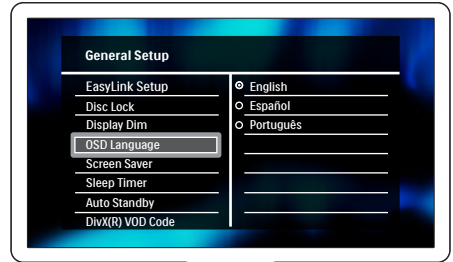 General Setup
EasyLink Setup
Disc Lock
Display Dim
OSD Language
Screen Saver
Sleep Timer
Auto Standby
DivX(R) VOD Code
English
Español
Português